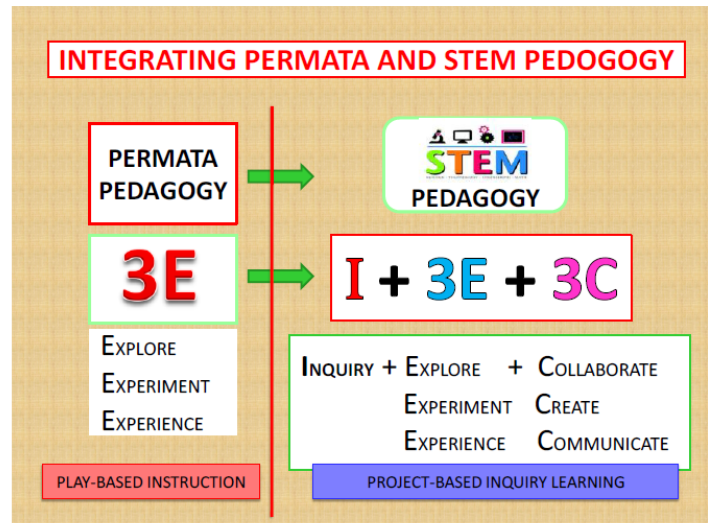 INTEGRATING PERMATA AND STEM PEDOGOGY
PERMATA
PEDAGOGY
STEM
PEDAGOGY
3E
I + 3E + 3C
EXPLORE
EXPERIMENT
EXPERIENCE
INQUIRY + EXPLORE + COLLABORATE
EXPERIMENT CREATE
EXPERIENCE COMMUNICATE
PLAY-BASED INSTRUCTION
PROJECT-BASED INQUIRY LEARNING